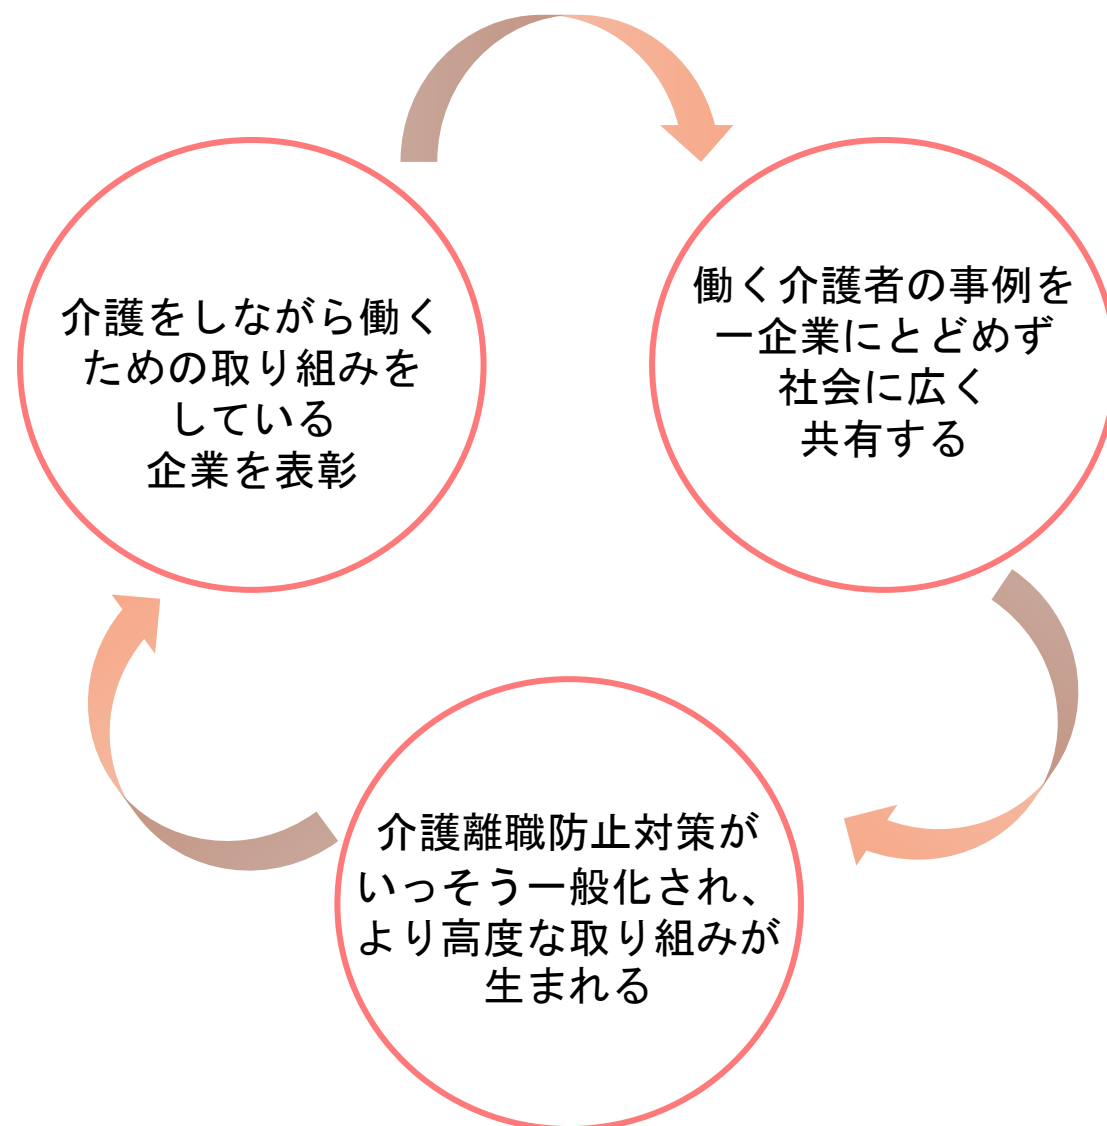 介護をしながら働く
ための取り組みを
している
企業を表彰
働く介護者の事例を
一企業にとどめず
社会に広く
共有する
介護離職防止対策が
いっそう一般化され、
より高度な取り組みが
生まれる